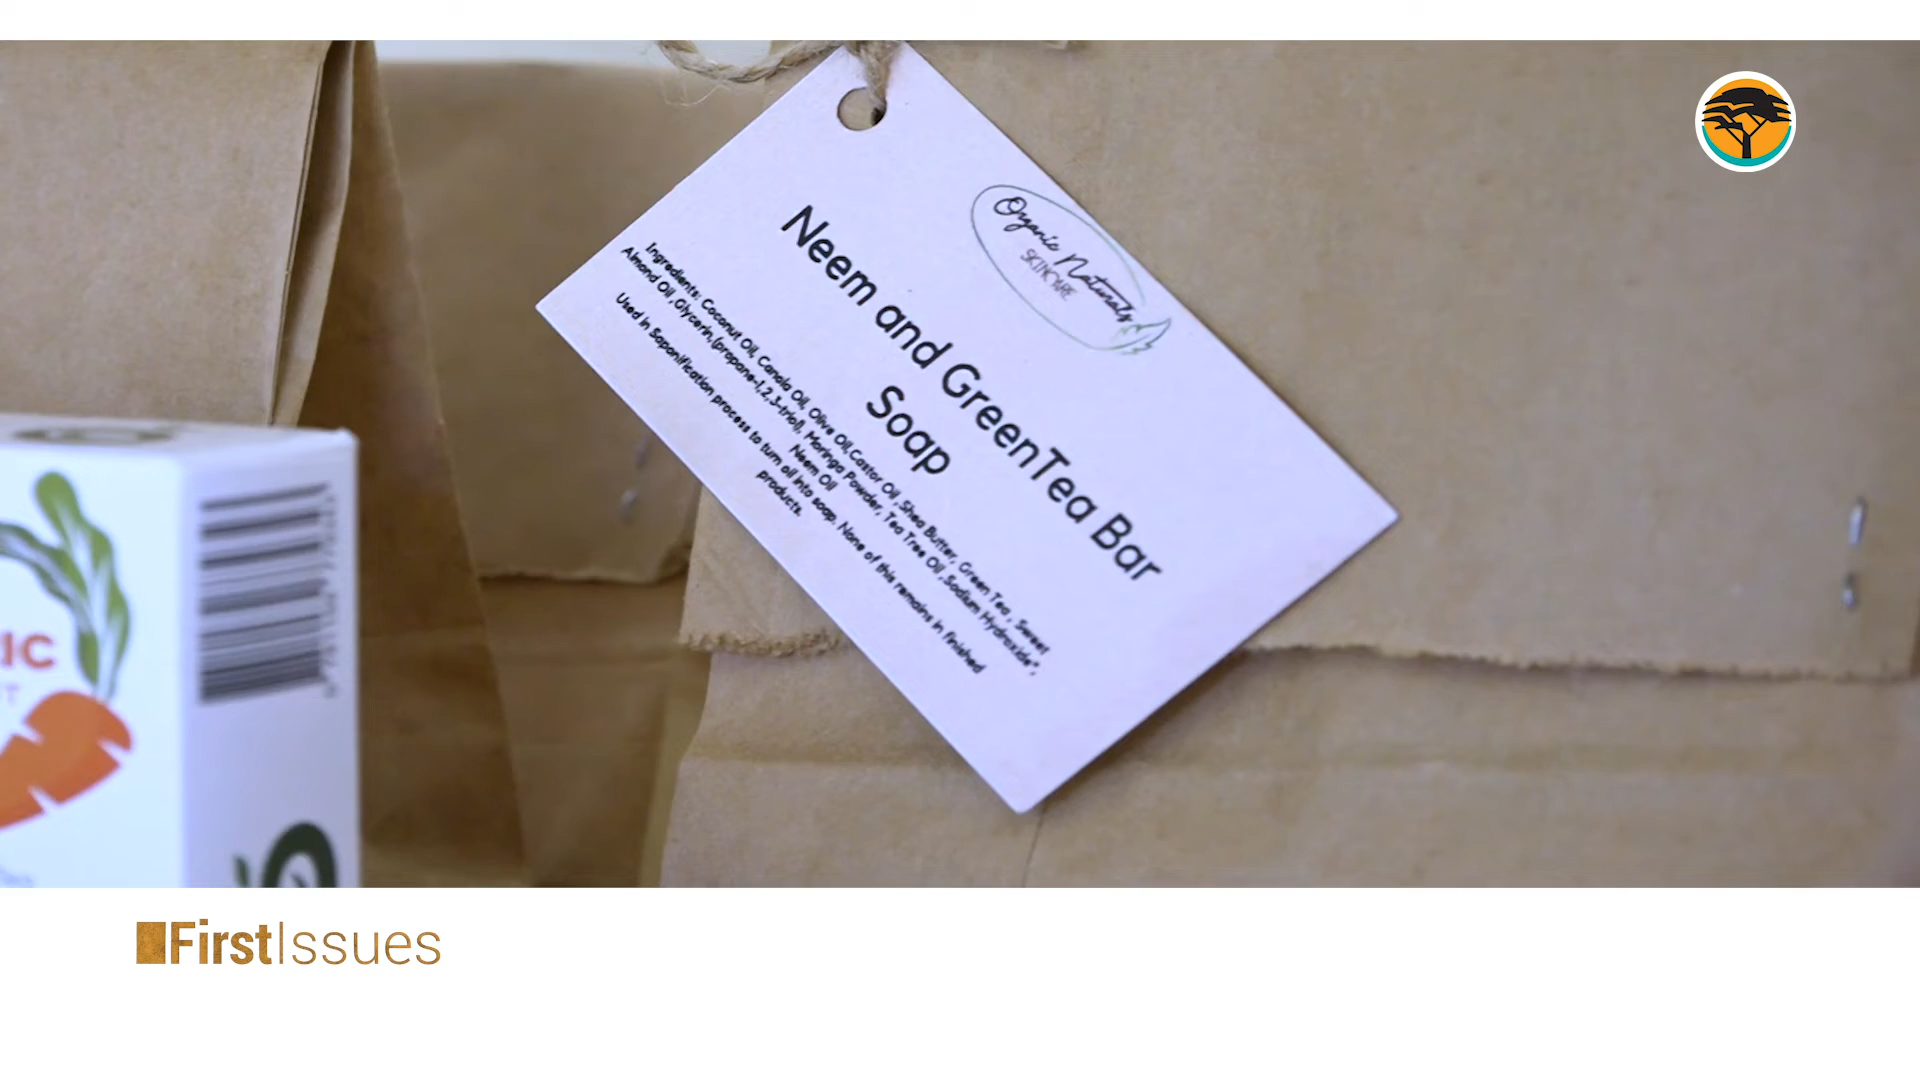 Organic Naturals
SKINCARE
Neem and GreenTea Bar
Soap
Ingredients: Coconut Oil, Canola Oil, Olive Oil,Castor Oil ,Shea Butter, Green Tea , Sweet
Almond Oil ,Glycerin,(propane-1,2,3-triol), Moringa Powder, Tea Tree Oil ,Sodium Hydroxide*,
Neem Oil
Used in Saponification process to turn oil into soap. None of this remains in finished
products.
IC
FirstIssues